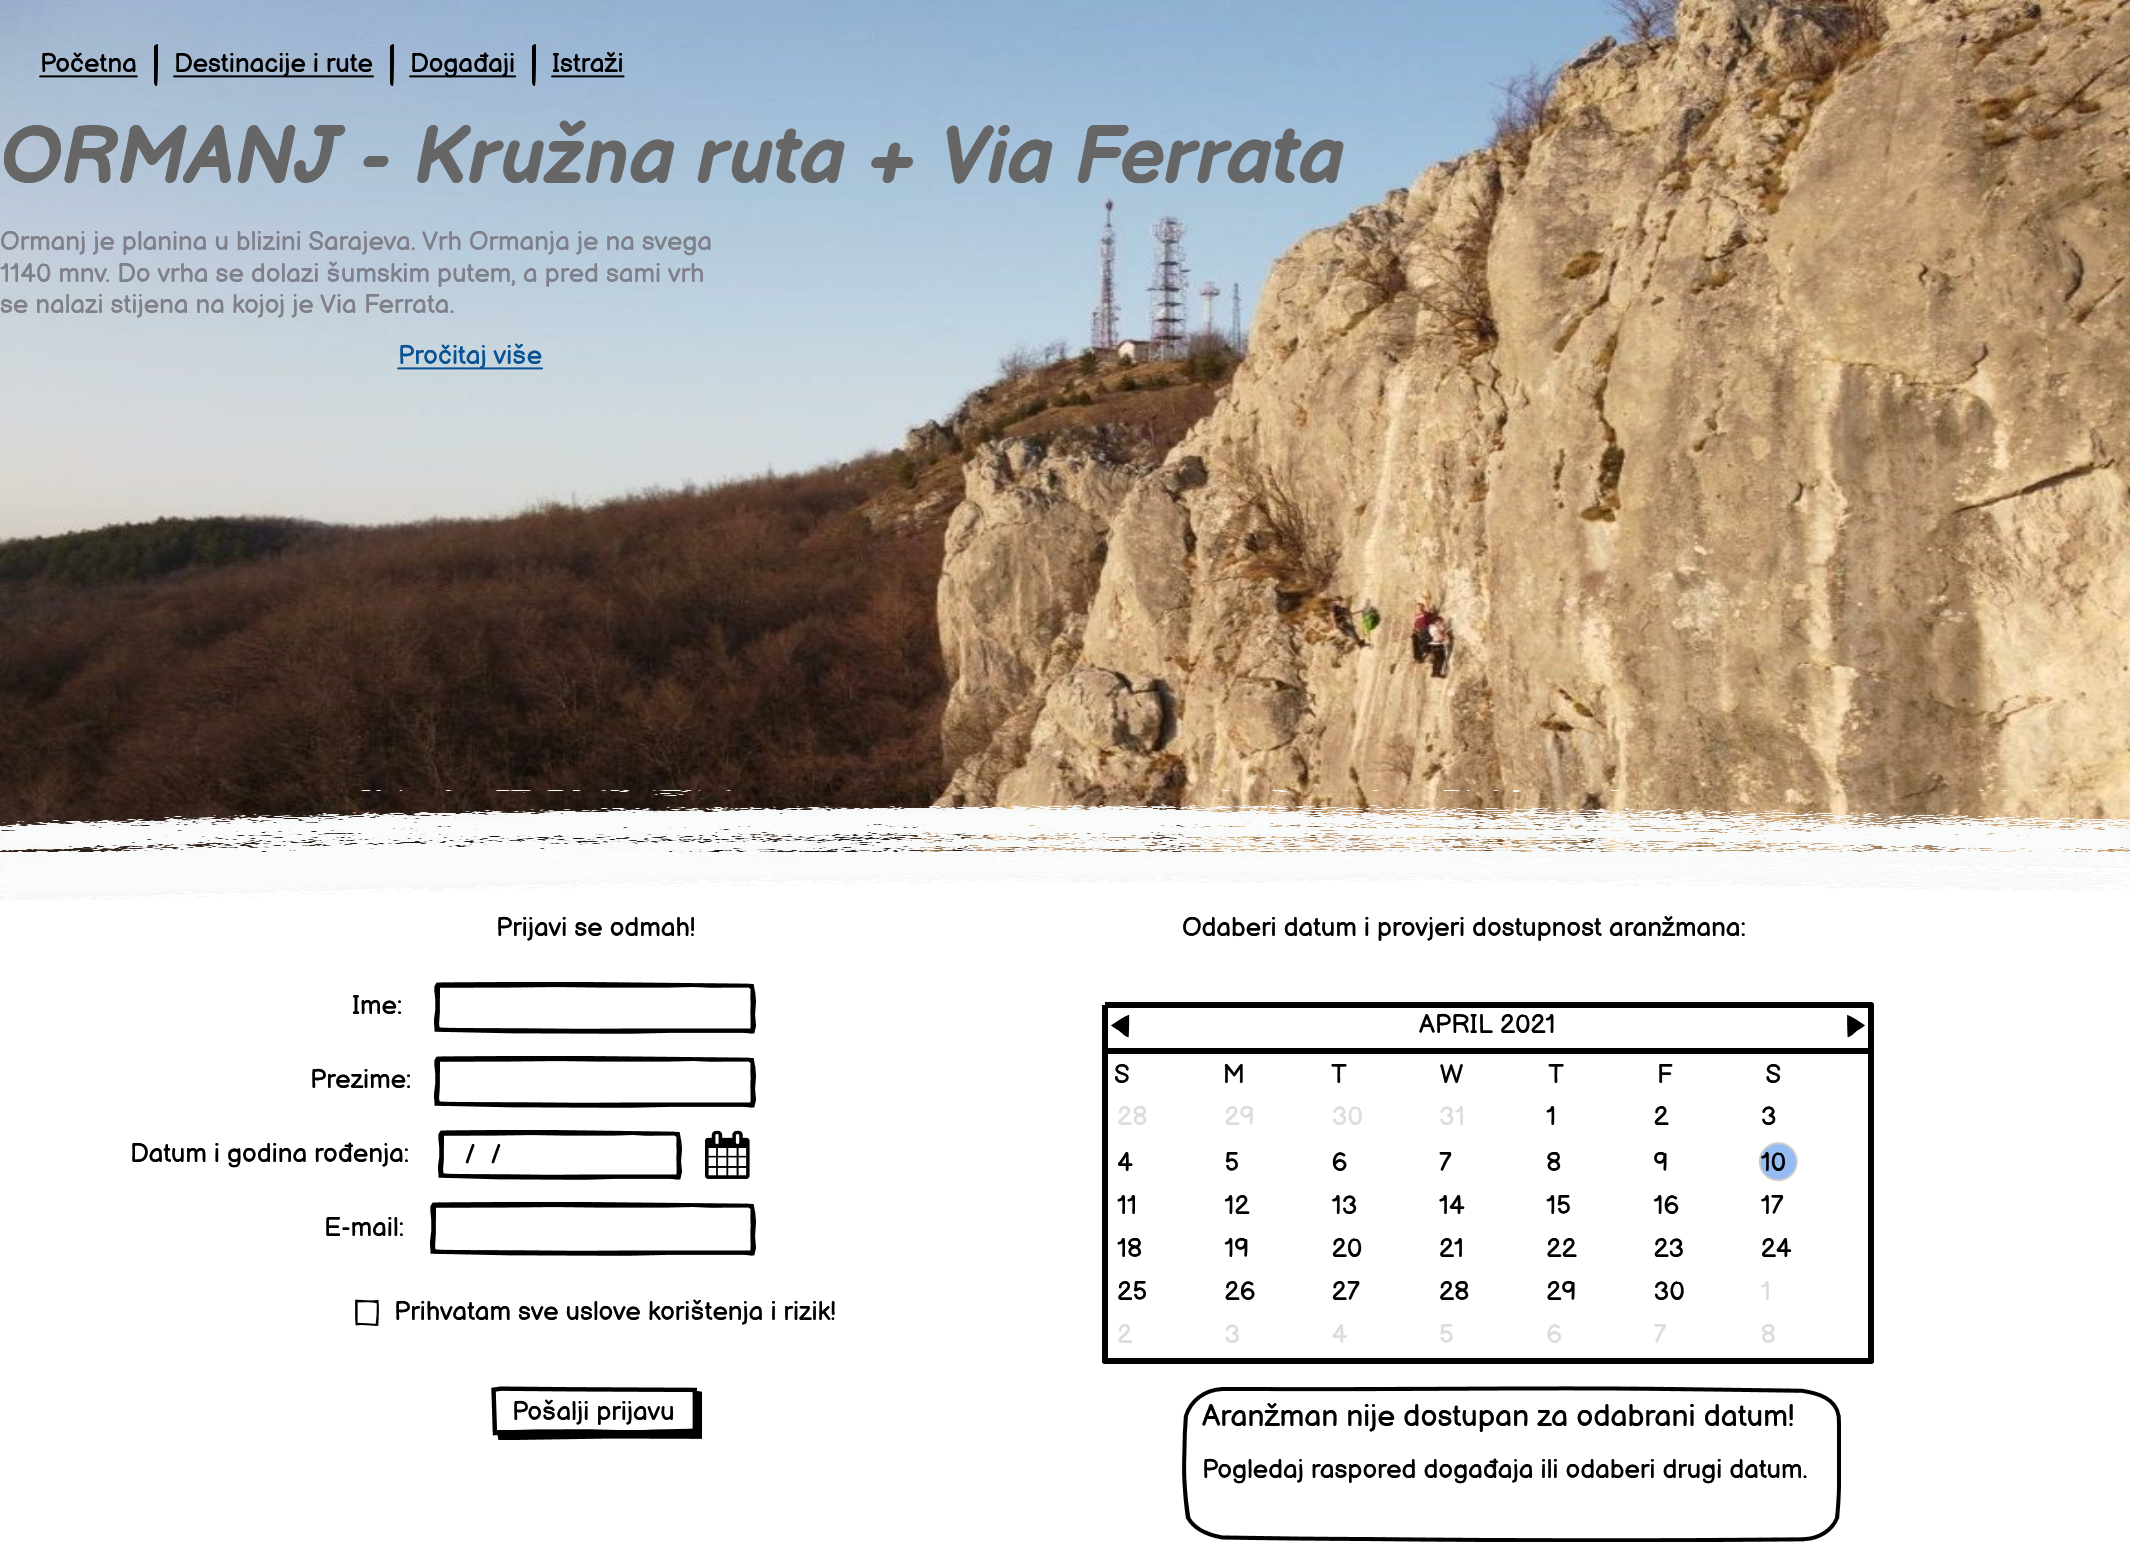 Početna | Destinacije i rute | Događaji | Istraži
ORMANJ - Kružna ruta + Via Ferrata
Ormanj je planina u blizini Sarajeva. Vrh Ormanja je na svega
1140 mnv. Do vrha se dolazi šumskim putem, a pred sami vrh
se nalazi stijena na kojoj je Via Ferrata.
Pročitaj više
Prijavi se odmah!
Ime:
Prezime:
Datum i godina rođenja: / /
E-mail:
Prihvatam sve uslove korištenja i rizik!
Pošalji prijavu
Odaberi datum i provjeri dostupnost aranžmana:
APRIL 2021
S M T W T F S
28 29 30 31 1 2 3
4 5 6 7 8 9 10
11 12 13 14 15 16 17
18 19 20 21 22 23 24
25 26 27 28 29 30 1
2 3 4 5 6 7 8
Aranžman nije dostupan za odabrani datum!
Pogledaj raspored događaja ili odaberi drugi datum.